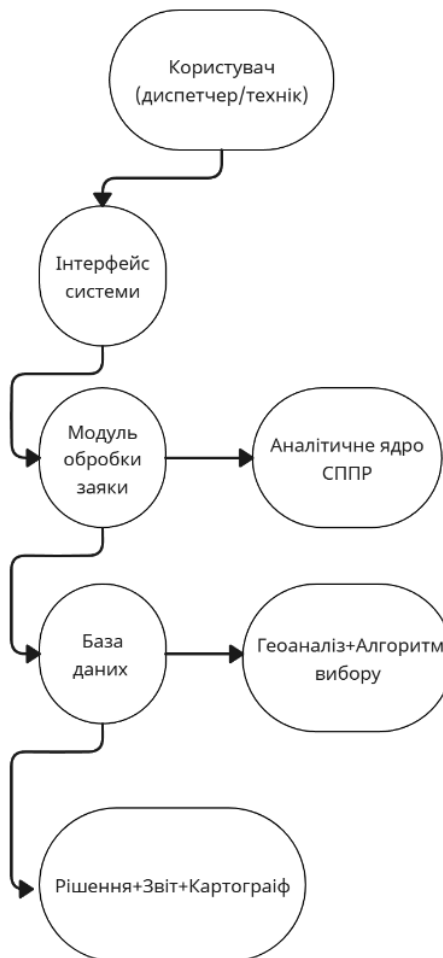 Користувач
(диспетчер/технік)
Інтерфейс
системи
Модуль
обробки
заяки
Аналітичне ядро
СППР
База
даних
Геоаналіз+Алгоритм
вибору
Рішення+Звіт+Картограіф